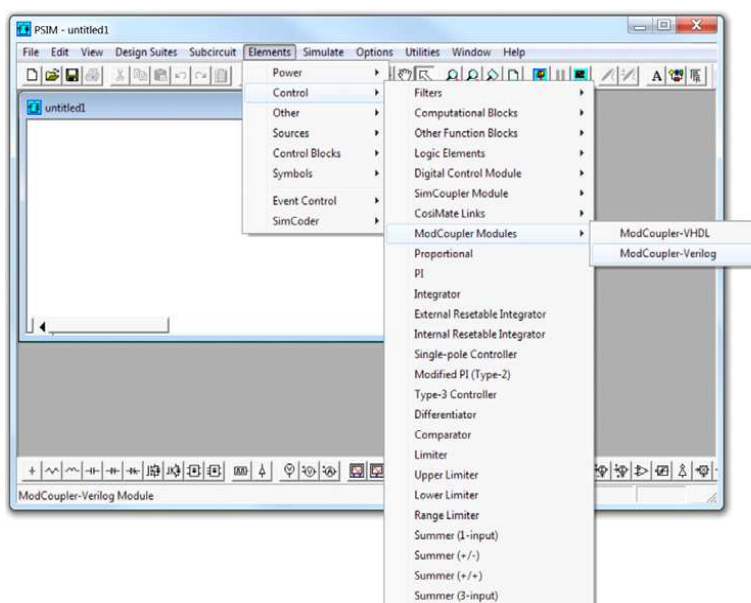 PSIM - untitled1
File Edit View Design Suites Subcircuit Elements Simulate Options Utilities Window Help
untitled1
Power
Control
Other
Sources
Control Blocks
Symbols
Event Control
SimCoder
Filters
Computational Blocks
Other Function Blocks
Logic Elements
Digital Control Module
SimCoupler Module
CosiMate Links
ModCoupler Modules
Proportional
PI
Integrator
External Resetable Integrator
Internal Resetable Integrator
Single-pole Controller
Modified PI (Type-2)
Type-3 Controller
Differentiator
Comparator
Limiter
Upper Limiter
Lower Limiter
Range Limiter
Summer (1-input)
Summer (+/-)
Summer (+/+)
Summer (3-input)
ModCoupler-VHDL
ModCoupler-Verilog
ModCoupler-Verilog Module